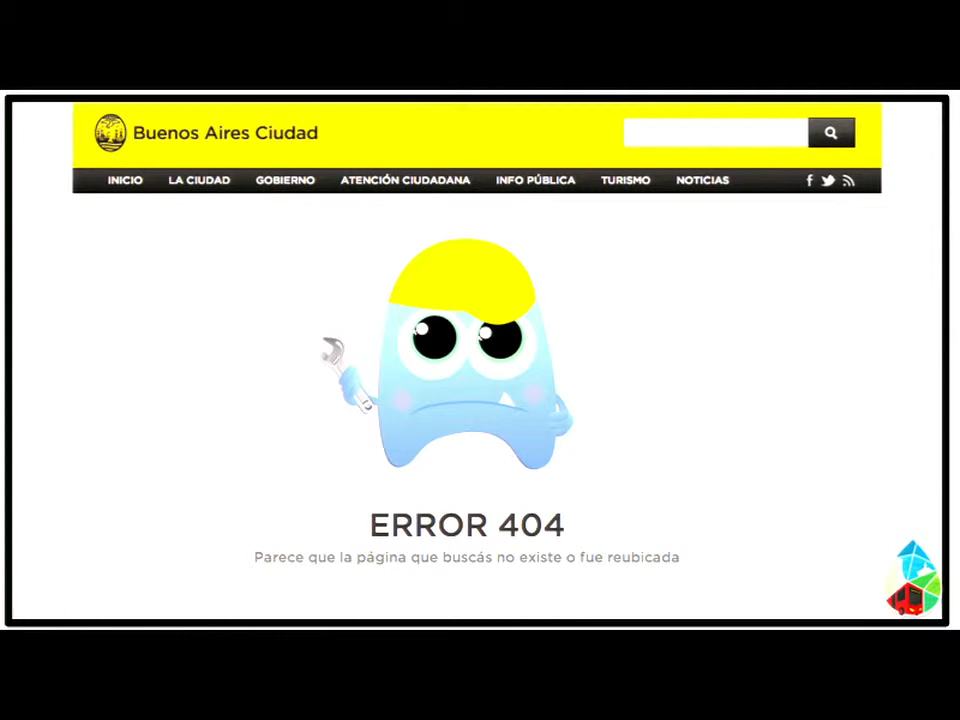 Buenos Aires Ciudad
INICIO LA CIUDAD GOBIERNO ATENCIÓN CIUDADANA INFO PÚBLICA TURISMO NOTICIAS
ERROR 404
Parece que la página que buscás no existe o fue reubicada